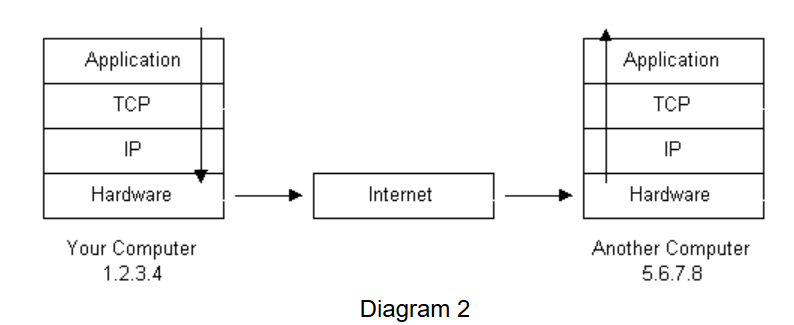 Application
TCP
IP
Hardware
Your Computer
1.2.3.4
Internet
Application
TCP
IP
Hardware
Another Computer
5.6.7.8
Diagram 2